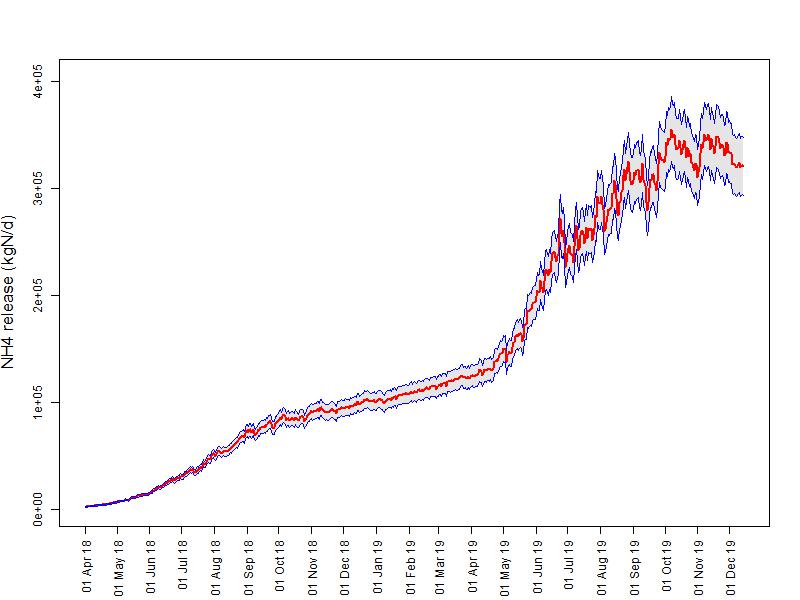 NH4 release (kgN/d)
4e+05
3e+05
2e+05
1e+05
0e+00
01 Apr 18
01 May 18
01 Jun 18
01 Jul 18
01 Aug 18
01 Sep 18
01 Oct 18
01 Nov 18
01 Dec 18
01 Jan 19
01 Feb 19
01 Mar 19
01 Apr 19
01 May 19
01 Jun 19
01 Jul 19
01 Aug 19
01 Sep 19
01 Oct 19
01 Nov 19
01 Dec 19